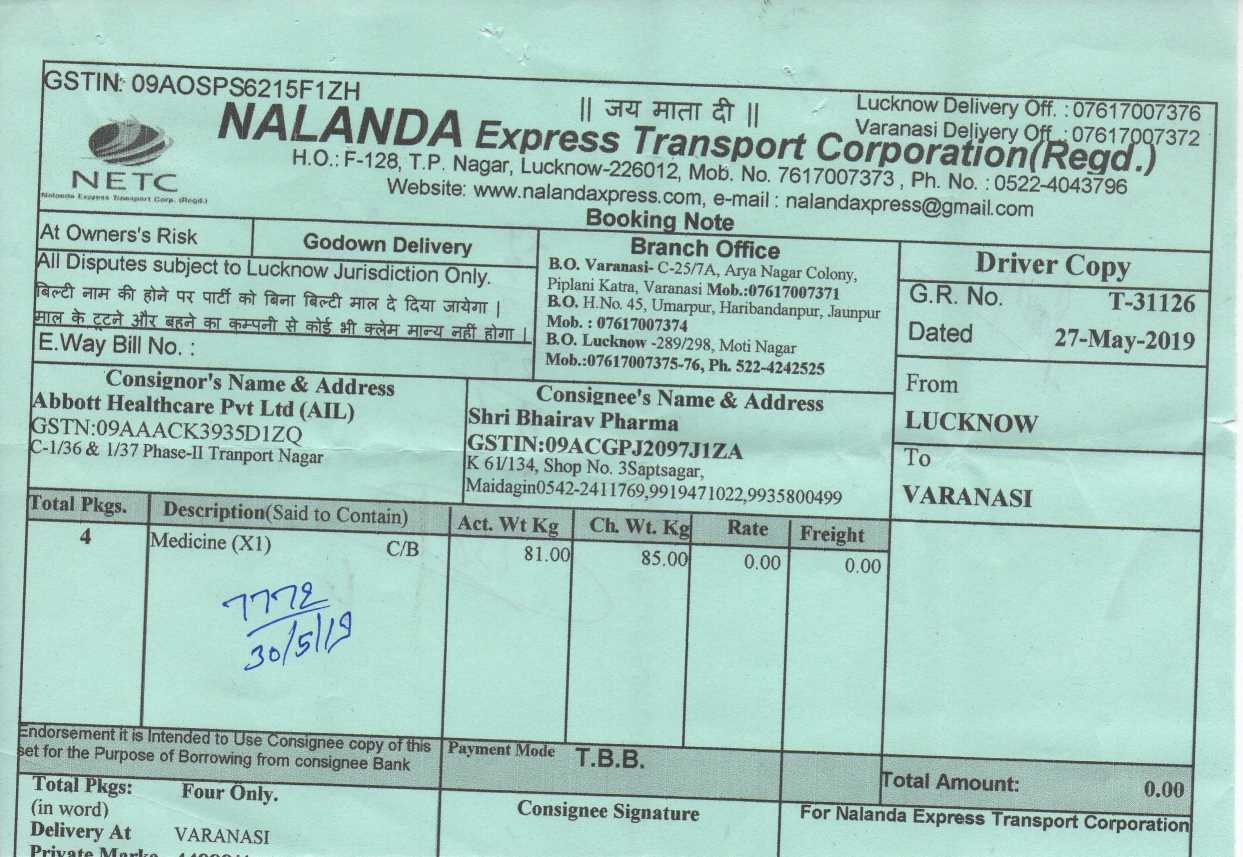 GSTIN: 09AOSPS6215F1ZH
|| जय माता दी ||
Lucknow Delivery Off. : 07617007376
Varanasi Delivery Off. : 07617007372
NALANDA Express Transport Corporation(Regd.)
NETC
Nalanda Express Transport Corp. (Regd.)
H.O.: F-128, T.P. Nagar, Lucknow-226012, Mob. No. 7617007373 , Ph. No. : 0522-4043796
Website: www.nalandaxpress.com, e-mail : nalandaxpress@gmail.com
Booking Note
At Owners's Risk
Godown Delivery
All Disputes subject to Lucknow Jurisdiction Only.
बिल्टी नाम की होने पर पार्टी को बिना बिल्टी माल दे दिया जायेगा |
माल के टूटने और बहने का कम्पनी से कोई भी क्लेम मान्य नहीं होगा |
E.Way Bill No. :
Branch Office
B.O. Varanasi- C-25/7A, Arya Nagar Colony,
Piplani Katra, Varanasi Mob.:07617007371
B.O. H.No. 45, Umarpur, Haribandanpur, Jaunpur
Mob. : 07617007374
B.O. Lucknow -289/298, Moti Nagar
Mob.:07617007375-76, Ph. 522-4242525
Driver Copy
G.R. No. T-31126
Dated 27-May-2019
From
LUCKNOW
To
VARANASI
Consignor's Name & Address
Abbott Healthcare Pvt Ltd (AIL)
GSTN:09AAACK3935D1ZQ
C-1/36 & 1/37 Phase-II Tranport Nagar
Consignee's Name & Address
Shri Bhairav Pharma
GSTIN:09ACGPJ2097J1ZA
K 61/134, Shop No. 3Saptsagar,
Maidagin0542-2411769,9919471022,9935800499
Total Pkgs. Description(Said to Contain) Act. Wt Kg Ch. Wt. Kg Rate Freight
4 Medicine (X1) C/B 81.00 85.00 0.00 0.00
7772
30/5/19
Endorsement it is Intended to Use Consignee copy of this
set for the Purpose of Borrowing from consignee Bank
Payment Mode T.B.B.
Total Amount: 0.00
Total Pkgs: Four Only.
(in word)
Delivery At VARANASI
Consignee Signature
For Nalanda Express Transport Corporation
Private Marks